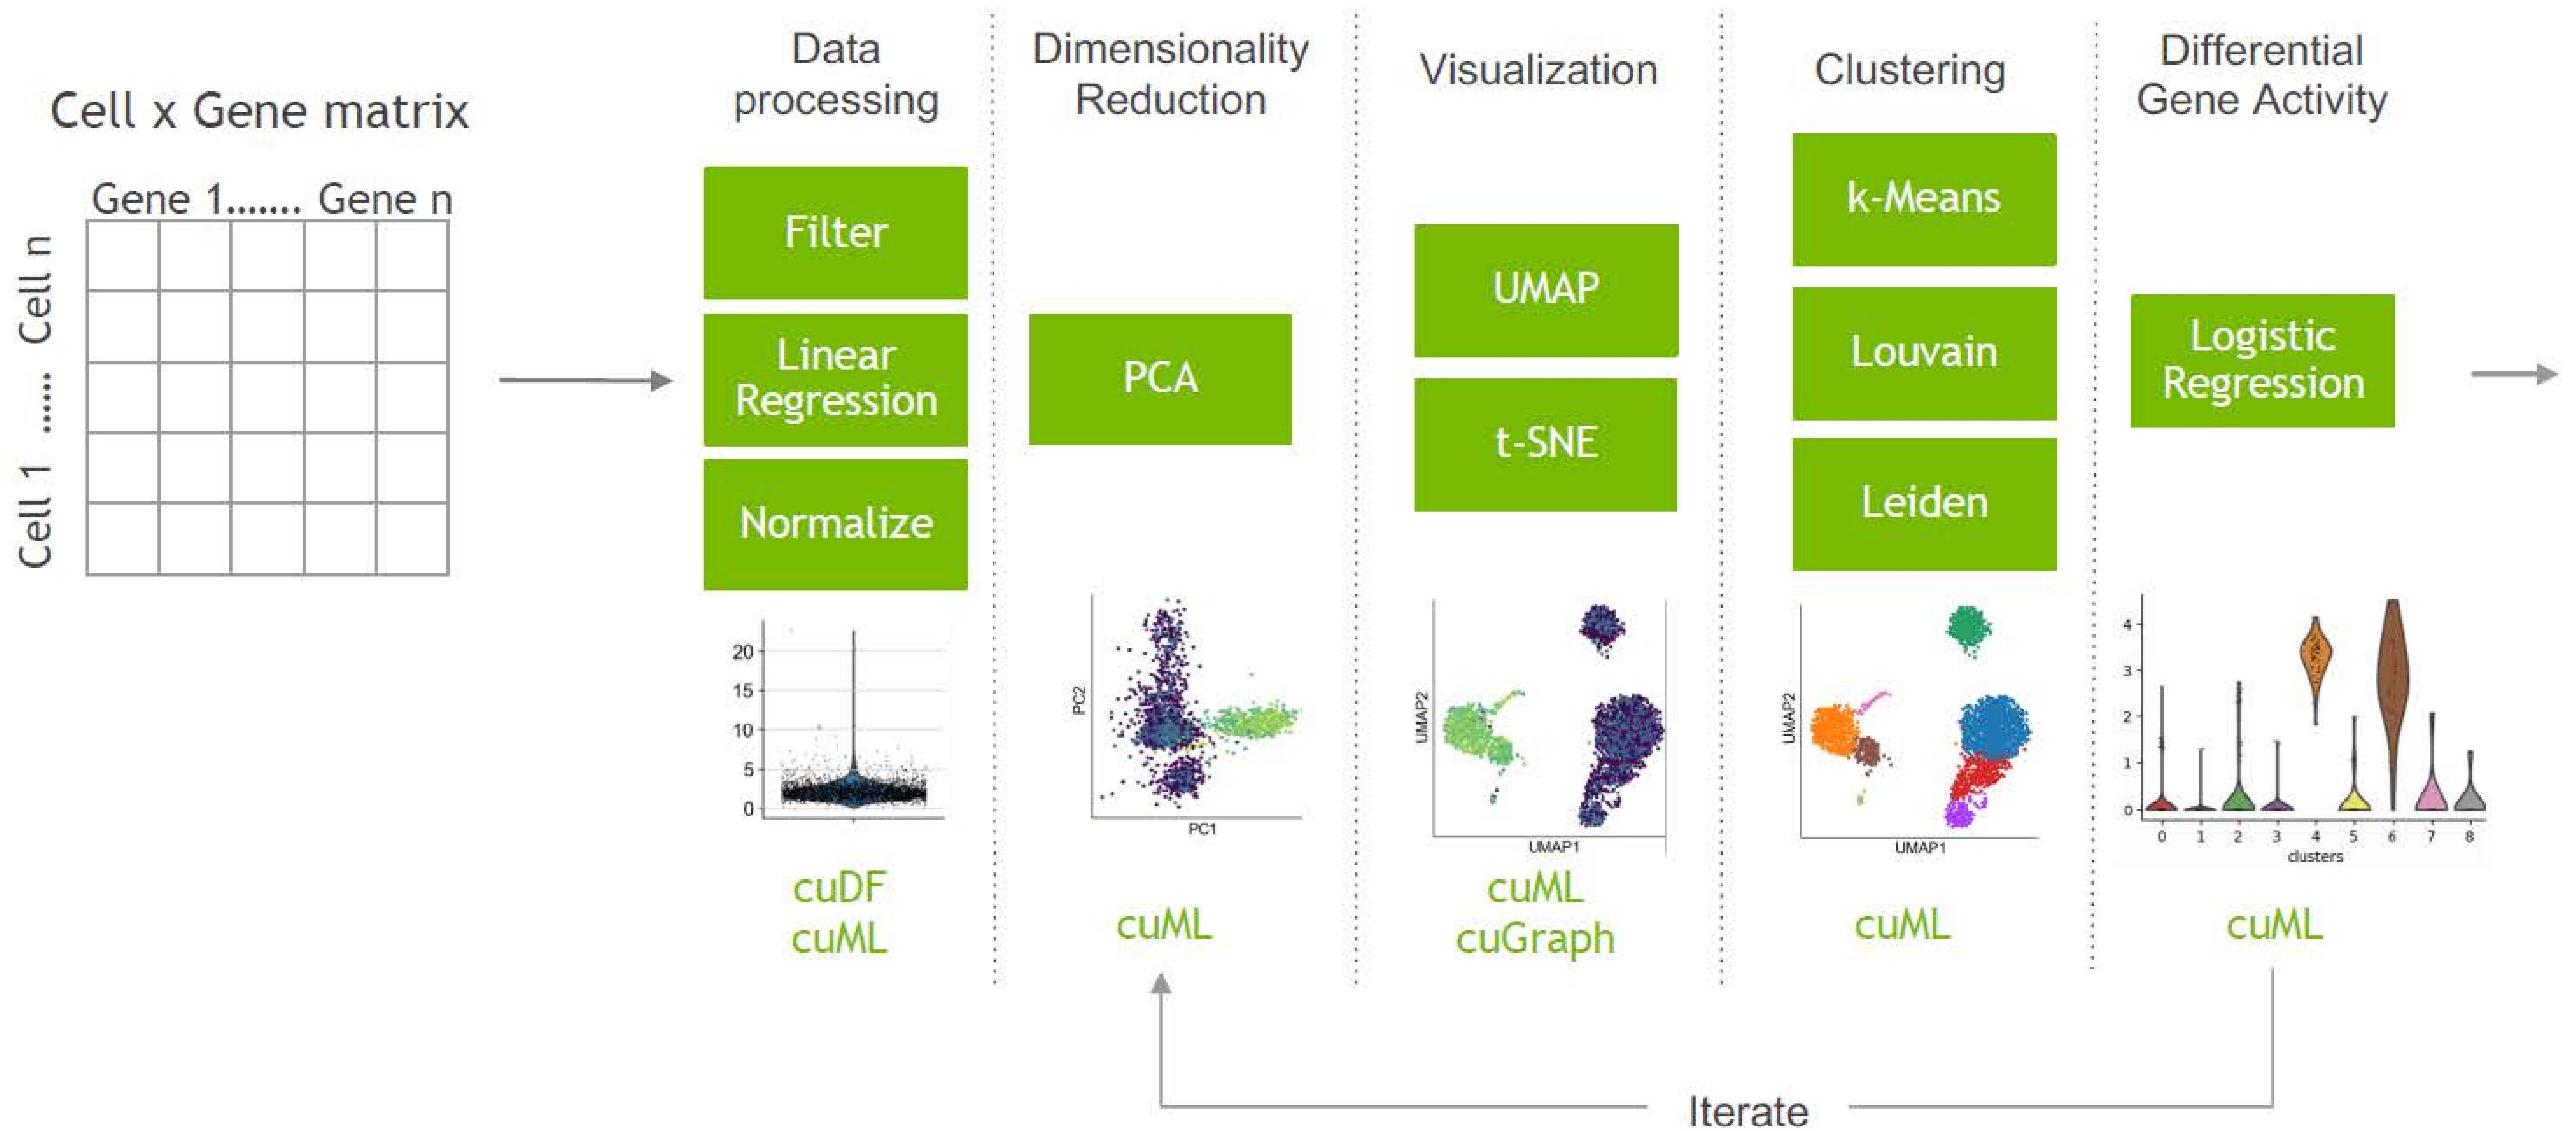 Cell x Gene matrix
Gene 1....... Gene n
Cell 1 ...... Cell n
Data
processing
Filter
Linear
Regression
Normalize
20
15
10
5
0
cuDF
cuML
Dimensionality
Reduction
PCA
PC2
PC1
cuML
Visualization
UMAP
t-SNE
UMAP2
UMAP1
cuML
cuGraph
Clustering
k-Means
Louvain
Leiden
UMAP2
UMAP1
cuML
Differential
Gene Activity
Logistic
Regression
4
3
2
1
0
0 1 2 3 4 5 6 7 8
clusters
cuML
Iterate